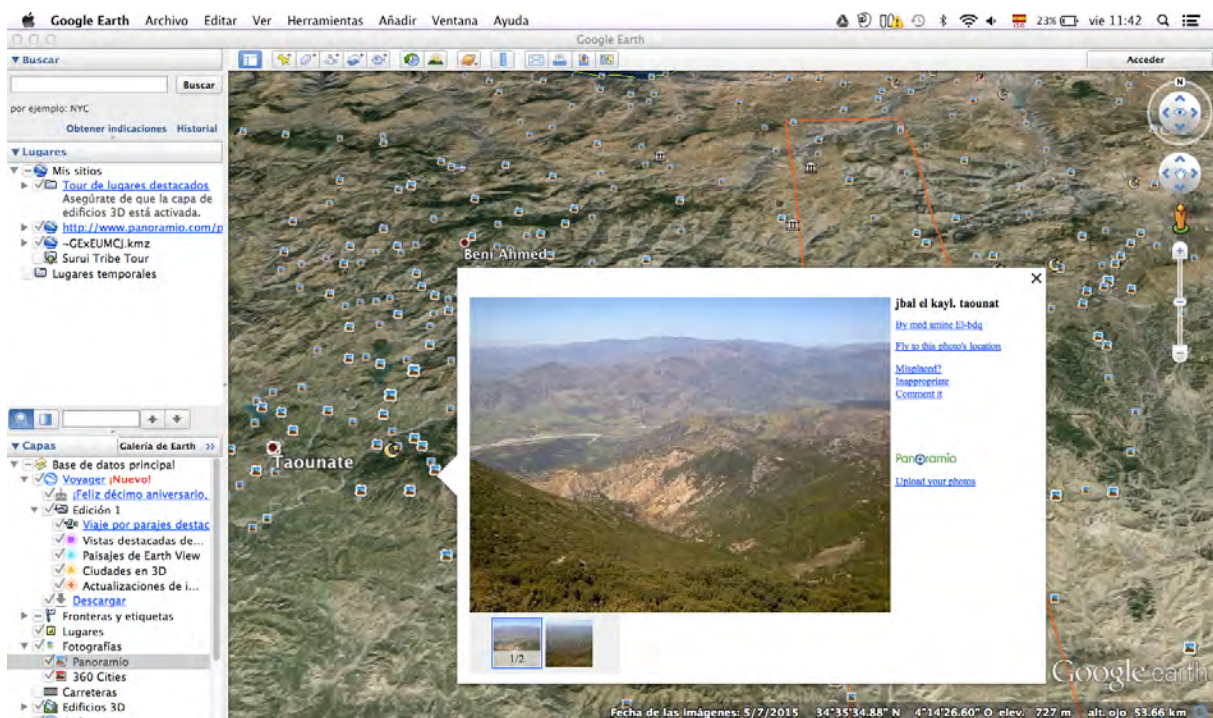 Google Earth Archivo Editar Ver Herramientas Añadir Ventana Ayuda
23% vie 11:42
Google Earth
Buscar
Acceder
Buscar
por ejemplo: NYC
Obtener indicaciones Historial
Lugares
Mis sitios
Tour de lugares destacados
Asegúrate de que la capa de
edificios 3D está activada.
http://www.panoramio.com/p
~GExEUMCJ.kmz
Surui Tribe Tour
Lugares temporales
Capas
Galería de Earth >>
Base de datos principal
Voyager ¡Nuevo!
¡Feliz décimo aniversario,
Edición 1
Viaje por parajes destac
Vistas destacadas de...
Paisajes de Earth View
Ciudades en 3D
Actualizaciones de i...
Descargar
Fronteras y etiquetas
Lugares
Fotografías
Panoramio
360 Cities
Carreteras
Edificios 3D
N
Beni Ahmed
Taounate
jbal el kayl. taounat
By med amine El-bdq
Fly to this photo's location
Misplaced?
Inappropriate
Comment it
Panoramio
Upload your photos
1/2
Google earth
Fecha de las imágenes: 5/7/2015 34°35'34.88" N 4°14'26.60" O elev. 727 m alt. ojo 53.66 km